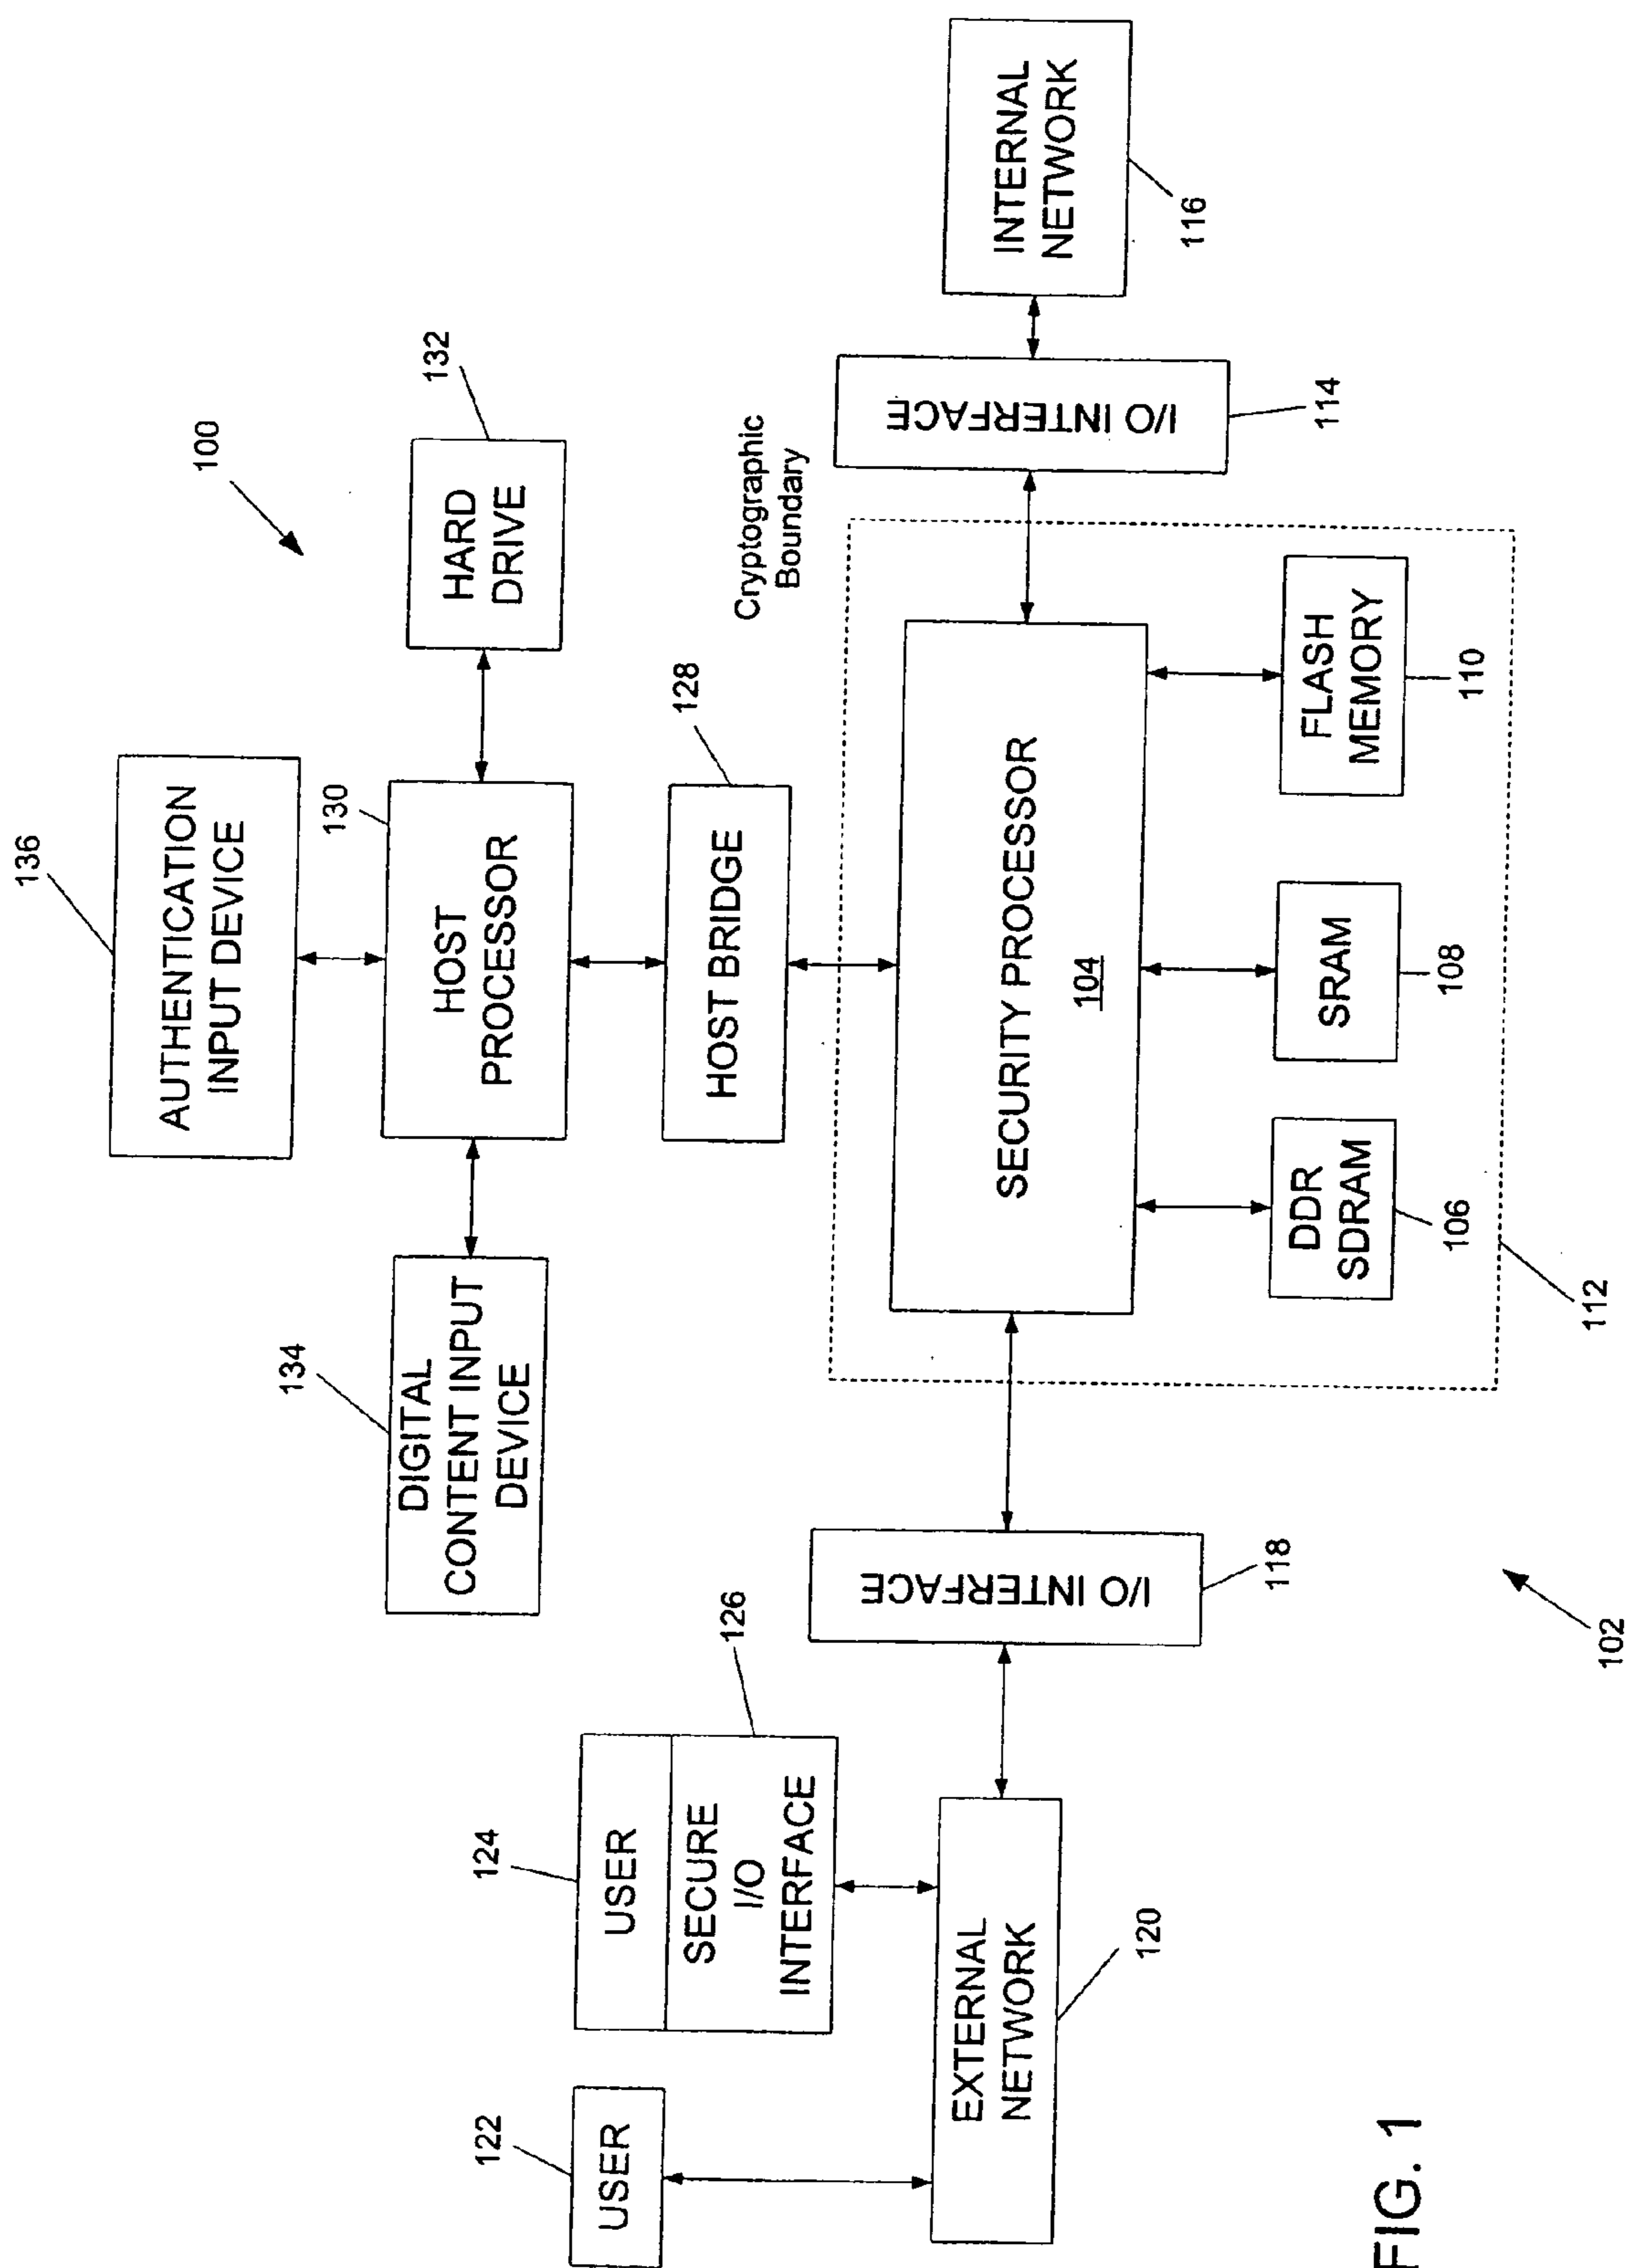 100
136
AUTHENTICATION
INPUT DEVICE
134
DIGITAL
CONTENT INPUT
DEVICE
130
HOST
PROCESSOR
132
HARD
DRIVE
128
HOST BRIDGE
Cryptographic
Boundary
122
USER
124
USER
126
SECURE
I/O
INTERFACE
EXTERNAL
NETWORK
120
I/O INTERFACE
118
SECURITY PROCESSOR
104
I/O INTERFACE
114
INTERNAL
NETWORK
116
DDR
SDRAM
106
SRAM
108
FLASH
MEMORY
110
112
102
FIG. 1